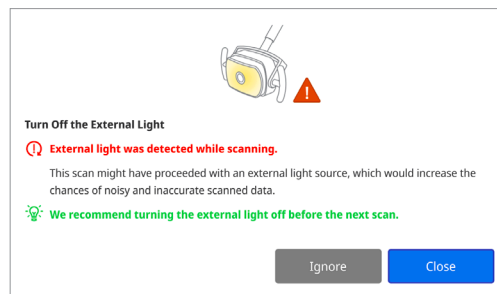 Turn Off the External Light
External light was detected while scanning.
This scan might have proceeded with an external light source, which would increase the
chances of noisy and inaccurate scanned data.
We recommend turning the external light off before the next scan.
Ignore
Close